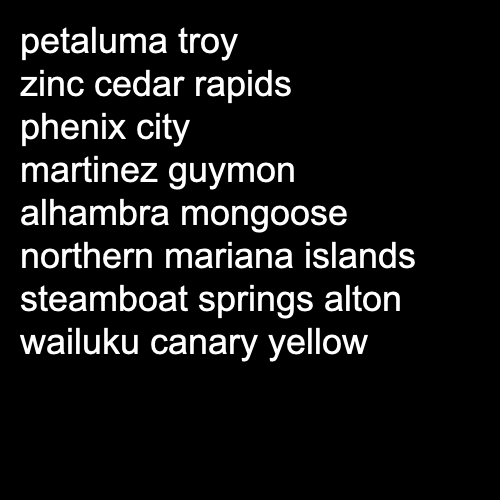 petaluma troy
zinc cedar rapids
phenix city
martinez guymon
alhambra mongoose
northern mariana islands
steamboat springs alton
wailuku canary yellow